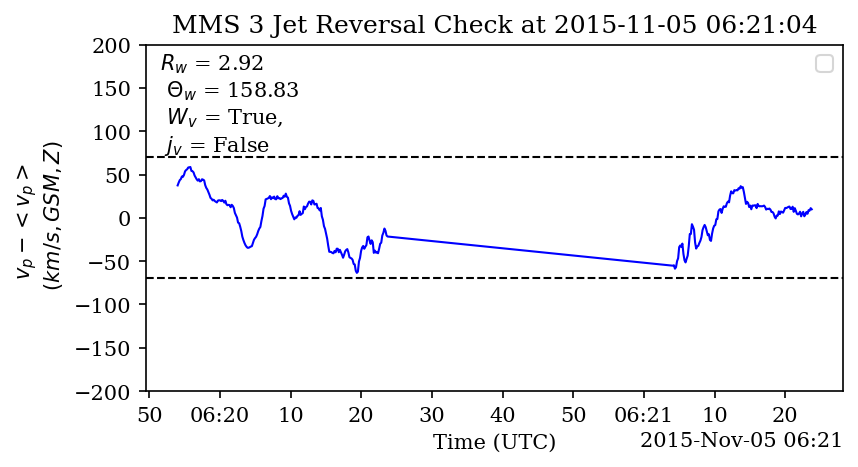 MMS 3 Jet Reversal Check at 2015-11-05 06:21:04
R_w = 2.92
Θ_w = 158.83
W_v = True,
j_v = False
v_p − < v_p >
(km/s, GSM, Z)
200
150
100
50
0
−50
−100
−150
−200
50 06:20 10 20 30 40 50 06:21 10 20
Time (UTC)
2015-Nov-05 06:21